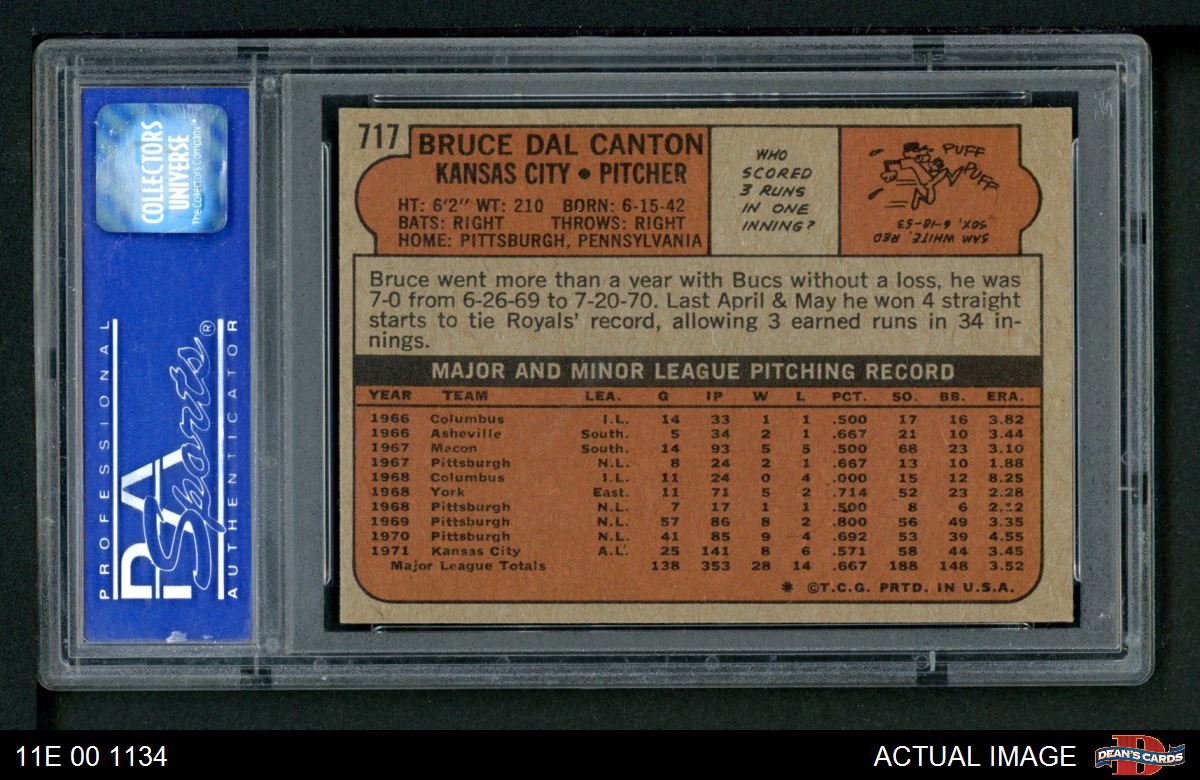 COLLECTORS
UNIVERSE
The Collectors Company™
PROFESSIONAL
PSA
Sports®
AUTHENTICATOR
717
BRUCE DAL CANTON
KANSAS CITY • PITCHER
HT: 6'2" WT: 210 BORN: 6-15-42
BATS: RIGHT THROWS: RIGHT
HOME: PITTSBURGH, PENNSYLVANIA
WHO
SCORED
3 RUNS
IN ONE
INNING?
PUFF
PUFF
SAM WHITE, RED
SOX, 6-18-53
Bruce went more than a year with Bucs without a loss, he was
7-0 from 6-26-69 to 7-20-70. Last April & May he won 4 straight
starts to tie Royals' record, allowing 3 earned runs in 34 in-
nings.
MAJOR AND MINOR LEAGUE PITCHING RECORD
YEAR TEAM LEA. G IP W L PCT. SO. BB. ERA.
1966 Columbus I.L. 14 33 1 1 .500 17 16 3.82
1966 Asheville South. 5 34 2 1 .667 21 10 3.44
1967 Macon South. 14 93 5 5 .500 68 23 3.10
1967 Pittsburgh N.L. 8 24 2 1 .667 13 10 1.88
1968 Columbus I.L. 11 24 0 4 .000 15 12 8.25
1968 York East. 11 71 5 2 .714 52 23 2.28
1968 Pittsburgh N.L. 7 17 1 1 .500 8 6 2.12
1969 Pittsburgh N.L. 57 86 8 2 .800 56 49 3.35
1970 Pittsburgh N.L. 41 85 9 4 .692 53 39 4.55
1971 Kansas City A.L. 25 141 8 6 .571 58 44 3.45
Major League Totals 138 353 28 14 .667 188 148 3.52
* ©T.C.G. PRTD. IN U.S.A.
11E 00 1134
ACTUAL IMAGE
D
DEAN'S CARDS